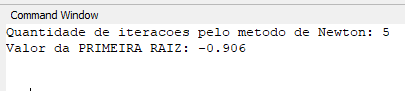 Command Window
Quantidade de iteracoes pelo metodo de Newton: 5
Valor da PRIMEIRA RAIZ: -0.906